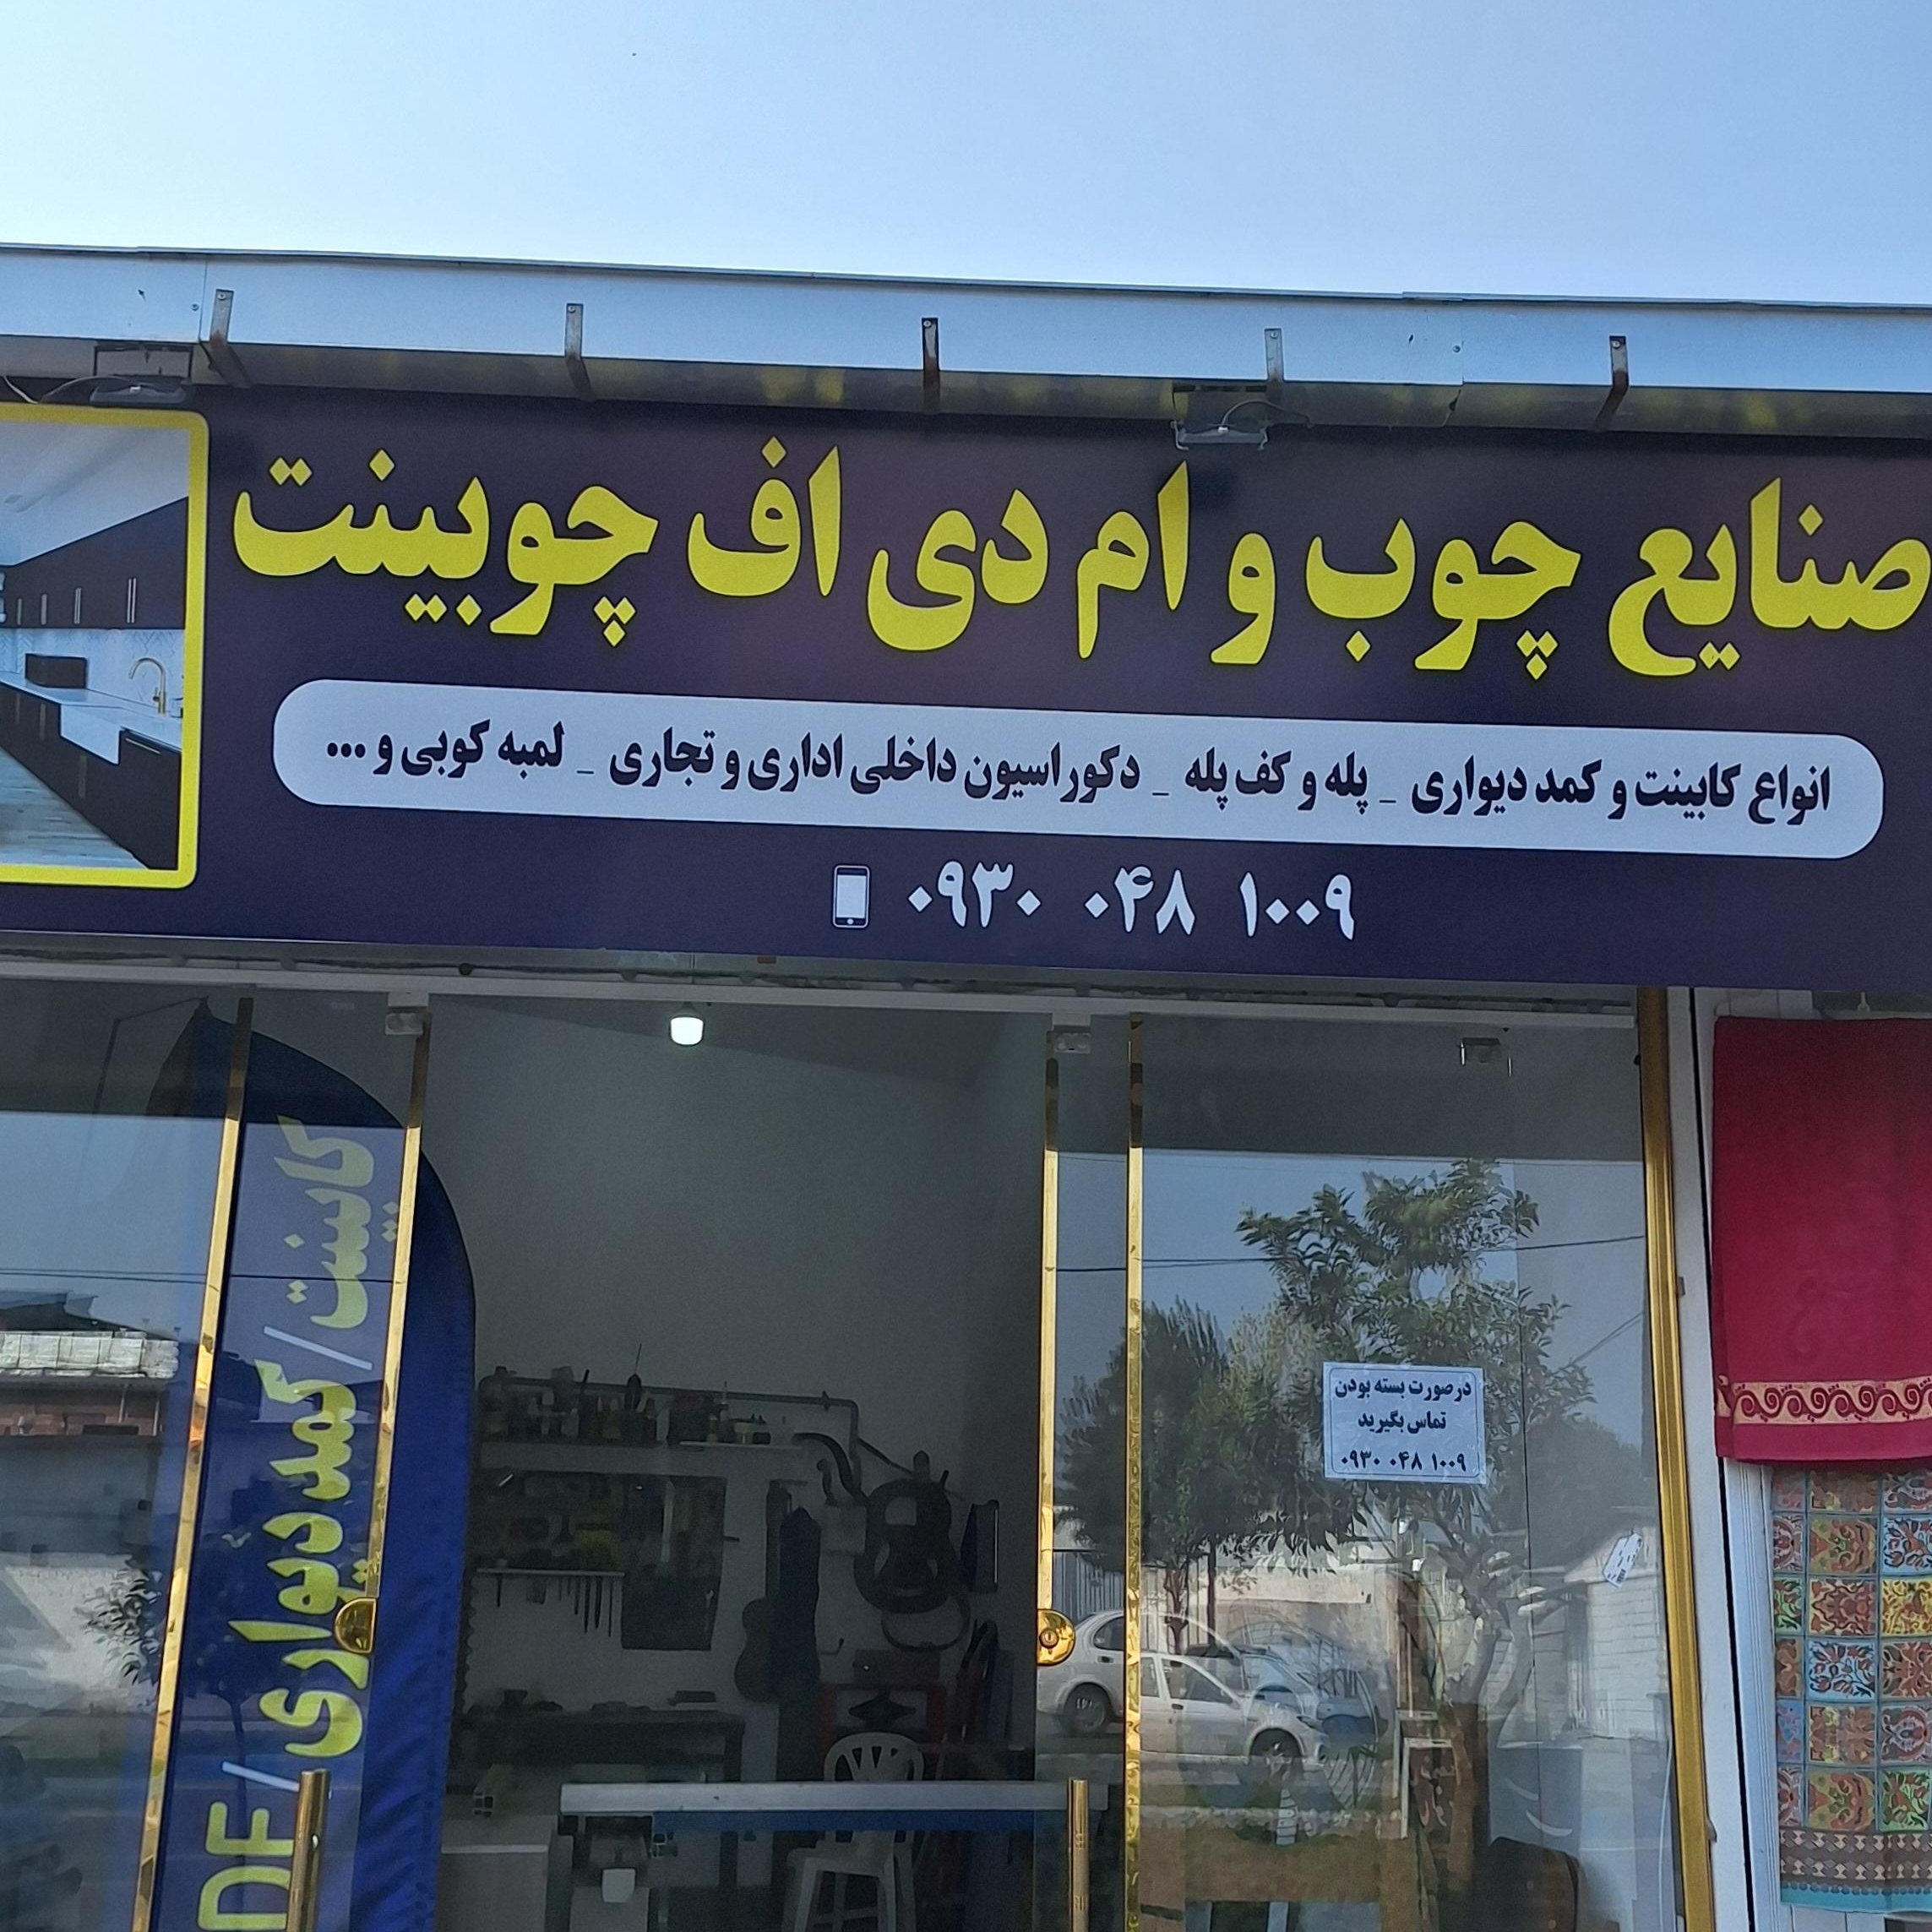 صنایع چوب و ام دی اف چوبینت
انواع کابینت و کمد دیواری _ پله و کف پله _ دکوراسیون داخلی اداری و تجاری _ لمبه کوبی و ...
۰۹۳۰ ۰۴۸ ۱۰۰۹
کابینت/کمد دیواری/DF
درصورت بسته بودن
تماس بگیرید
۰۹۳۰ ۰۴۸ ۱۰۰۹